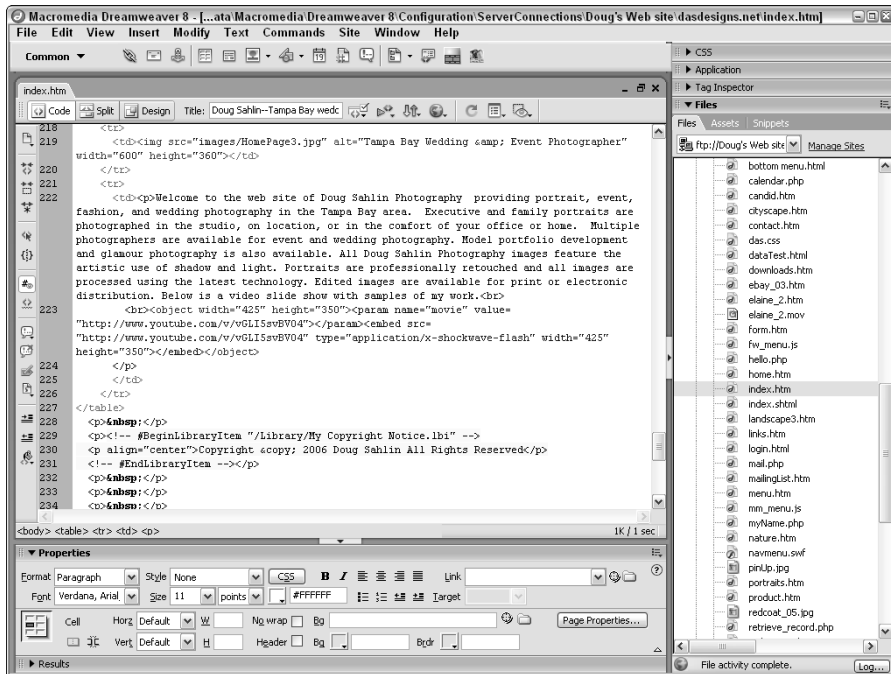 Macromedia Dreamweaver 8 - [...ata\Macromedia\Dreamweaver 8\Configuration\ServerConnections\Doug's Web site\dasdesigns.net\index.htm]
File Edit View Insert Modify Text Commands Site Window Help
Common
index.htm
Code Split Design Title: Doug Sahlin--Tampa Bay wedc
218 <tr>
219 <td><img src="images/HomePage3.jpg" alt="Tampa Bay Wedding &amp; Event Photographer"
width="600" height="360"></td>
220 </tr>
221 <tr>
222 <td><p>Welcome to the web site of Doug Sahlin Photography  providing portrait, event,
fashion, and wedding photography in the Tampa Bay area.  Executive and family portraits are
photographed in the studio, on location, or in the comfort of your office or home.  Multiple
photographers are available for event and wedding photography. Model portfolio development
and glamour photography is also available. All Doug Sahlin Photography images feature the
artistic use of shadow and light. Portraits are professionally retouched and all images are
processed using the latest technology. Edited images are available for print or electronic
distribution. Below is a video slide show with samples of my work.<br>
223 <br><object width="425" height="350"><param name="movie" value=
"http://www.youtube.com/v/vGLI5svBV04"></param><embed src=
"http://www.youtube.com/v/vGLI5svBV04" type="application/x-shockwave-flash" width="425"
height="350"></embed></object>
224 </p>
225 </td>
226 </tr>
227 </table>
228 <p>&nbsp;</p>
229 <p><!-- #BeginLibraryItem "/Library/My Copyright Notice.lbi" -->
230 <p align="center">Copyright &copy; 2006 Doug Sahlin All Rights Reserved</p>
231 <!-- #EndLibraryItem --></p>
232 <p>&nbsp;</p>
233 <p>&nbsp;</p>
234 <p>&nbsp;</p>
<body> <table> <tr> <td> <p> 1K / 1 sec
Properties
Format Paragraph Style None CSS B I Link
Font Verdana, Arial, Size 11 points #FFFFFF Target
Cell Horz Default W No wrap Bg Page Properties...
Vert Default H Header Bg Brdr
Results
CSS
Application
Tag Inspector
Files
Files Assets Snippets
ftp://Doug's Web site Manage Sites
bottom menu.html
calendar.php
candid.htm
cityscape.htm
contact.htm
das.css
dataTest.html
downloads.htm
ebay_03.htm
elaine_2.htm
elaine_2.mov
form.htm
fw_menu.js
hello.php
home.htm
index.htm
index.shtml
landscape3.htm
links.htm
login.html
mail.php
mailingList.htm
menu.htm
mm_menu.js
myName.php
nature.htm
navmenu.swf
pinUp.jpg
portraits.htm
product.htm
redcoat_05.jpg
retrieve_record.php
File activity complete. Log...